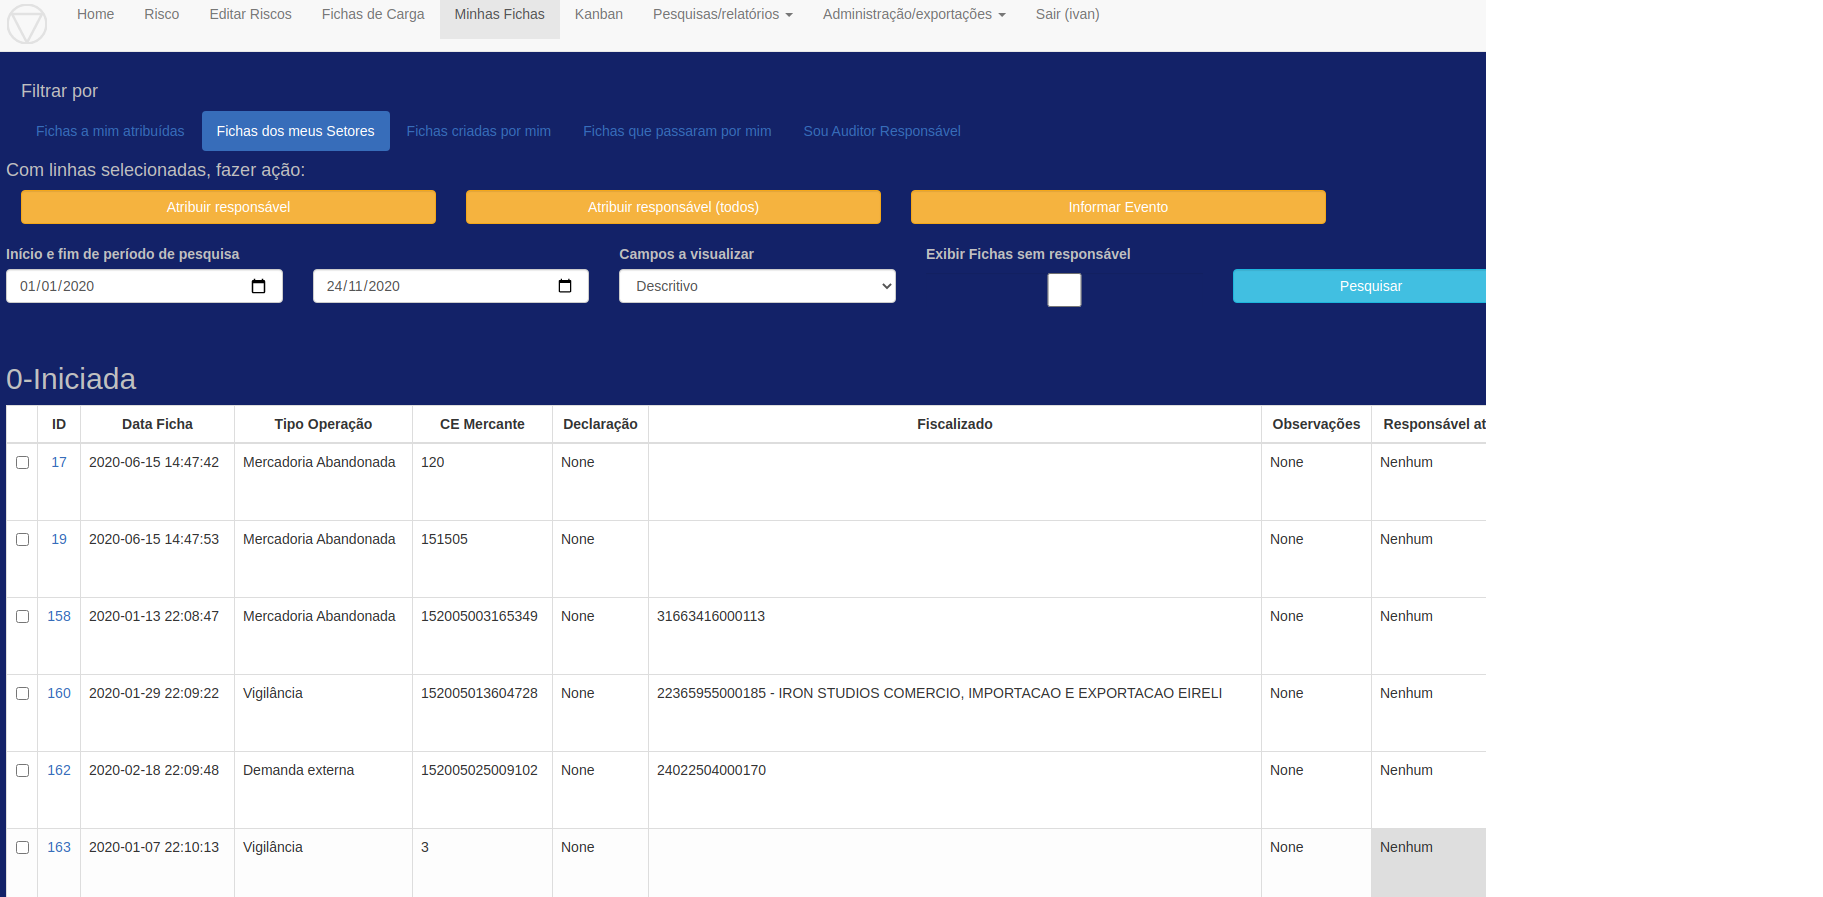 Home Risco Editar Riscos Fichas de Carga Minhas Fichas Kanban Pesquisas/relatórios Administração/exportações Sair (ivan)
Filtrar por
Fichas a mim atribuídas Fichas dos meus Setores Fichas criadas por mim Fichas que passaram por mim Sou Auditor Responsável
Com linhas selecionadas, fazer ação:
Atribuir responsável Atribuir responsável (todos) Informar Evento
Início e fim de período de pesquisa Campos a visualizar Exibir Fichas sem responsável
01/01/2020 24/11/2020 Descritivo Pesquisar
0-Iniciada
ID Data Ficha Tipo Operação CE Mercante Declaração Fiscalizado Observações Responsável at
17 2020-06-15 14:47:42 Mercadoria Abandonada 120 None None Nenhum
19 2020-06-15 14:47:53 Mercadoria Abandonada 151505 None None Nenhum
158 2020-01-13 22:08:47 Mercadoria Abandonada 152005003165349 None 31663416000113 None Nenhum
160 2020-01-29 22:09:22 Vigilância 152005013604728 None 22365955000185 - IRON STUDIOS COMERCIO, IMPORTACAO E EXPORTACAO EIRELI None Nenhum
162 2020-02-18 22:09:48 Demanda externa 152005025009102 None 24022504000170 None Nenhum
163 2020-01-07 22:10:13 Vigilância 3 None None Nenhum